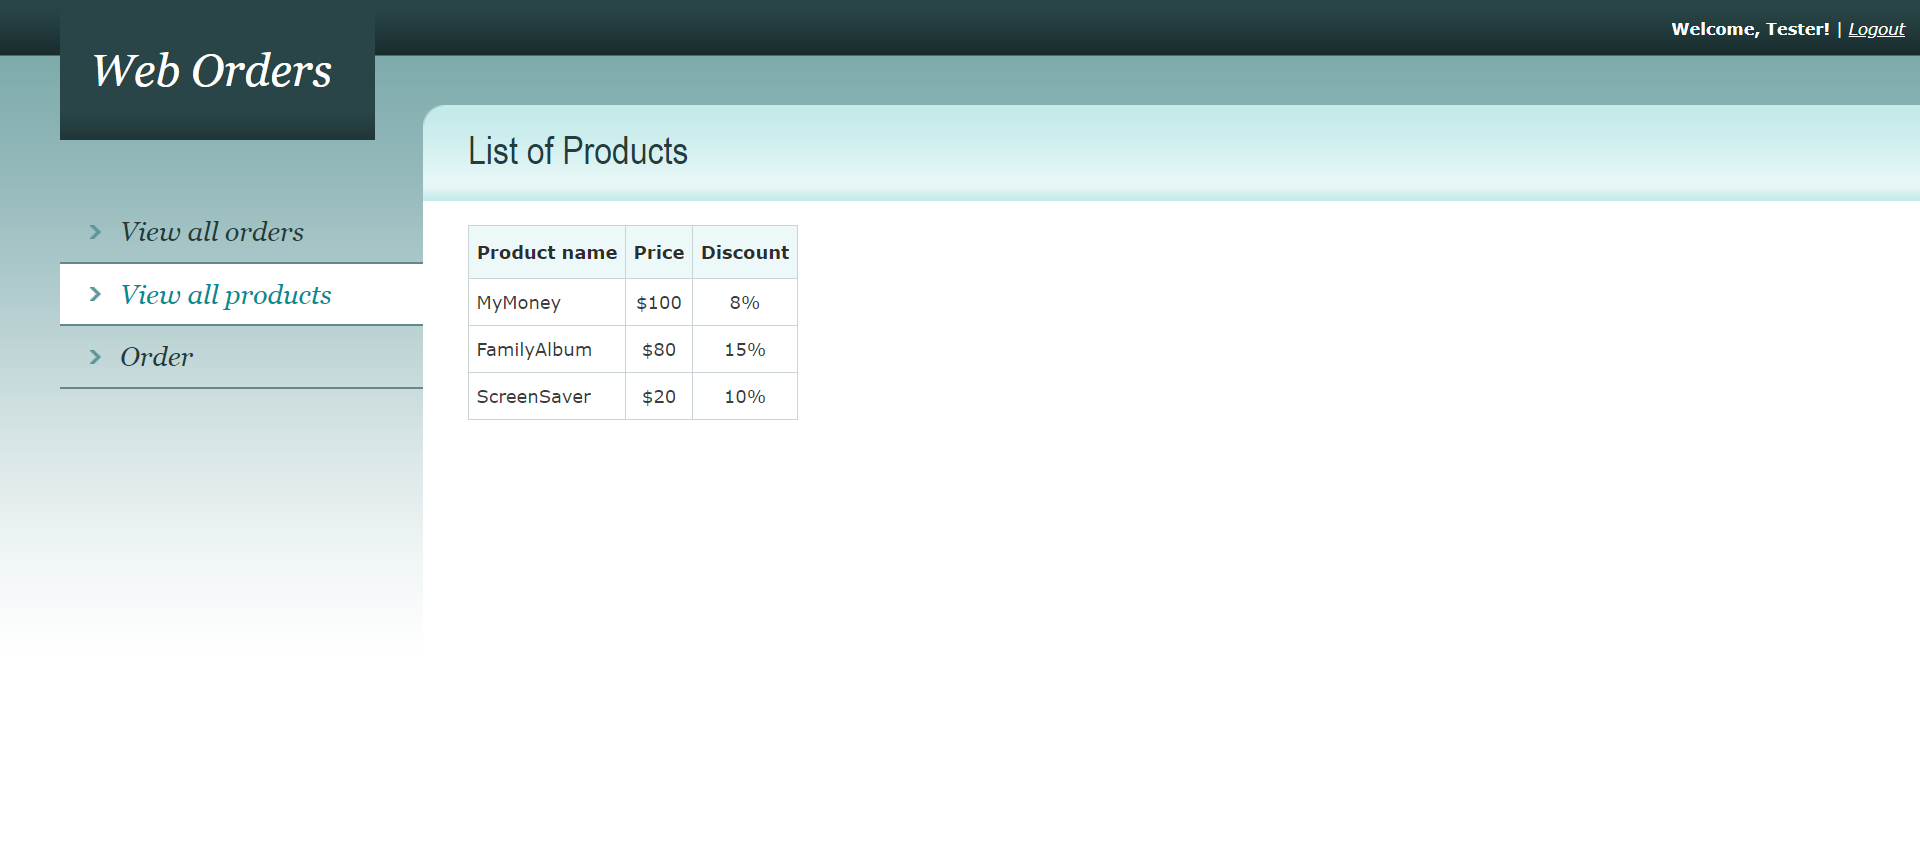 Welcome, Tester! | Logout
Web Orders
View all orders
View all products
Order
List of Products
Product name Price Discount
MyMoney $100 8%
FamilyAlbum $80 15%
ScreenSaver $20 10%